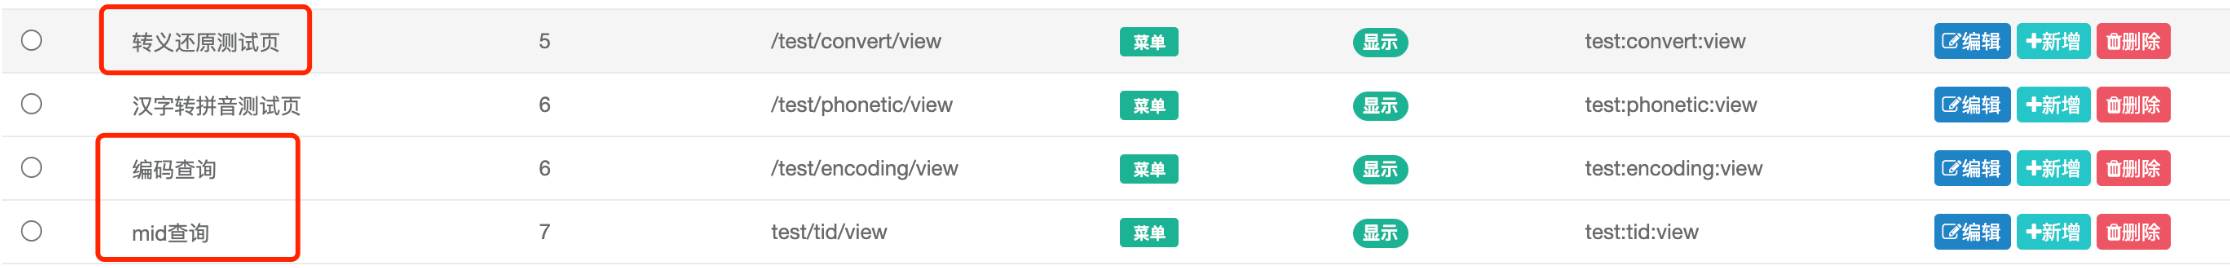 转义还原测试页 5 /test/convert/view 菜单 显示 test:convert:view 编辑 +新增 删除
汉字转拼音测试页 6 /test/phonetic/view 菜单 显示 test:phonetic:view 编辑 +新增 删除
编码查询 6 /test/encoding/view 菜单 显示 test:encoding:view 编辑 +新增 删除
mid查询 7 test/tid/view 菜单 显示 test:tid:view 编辑 +新增 删除